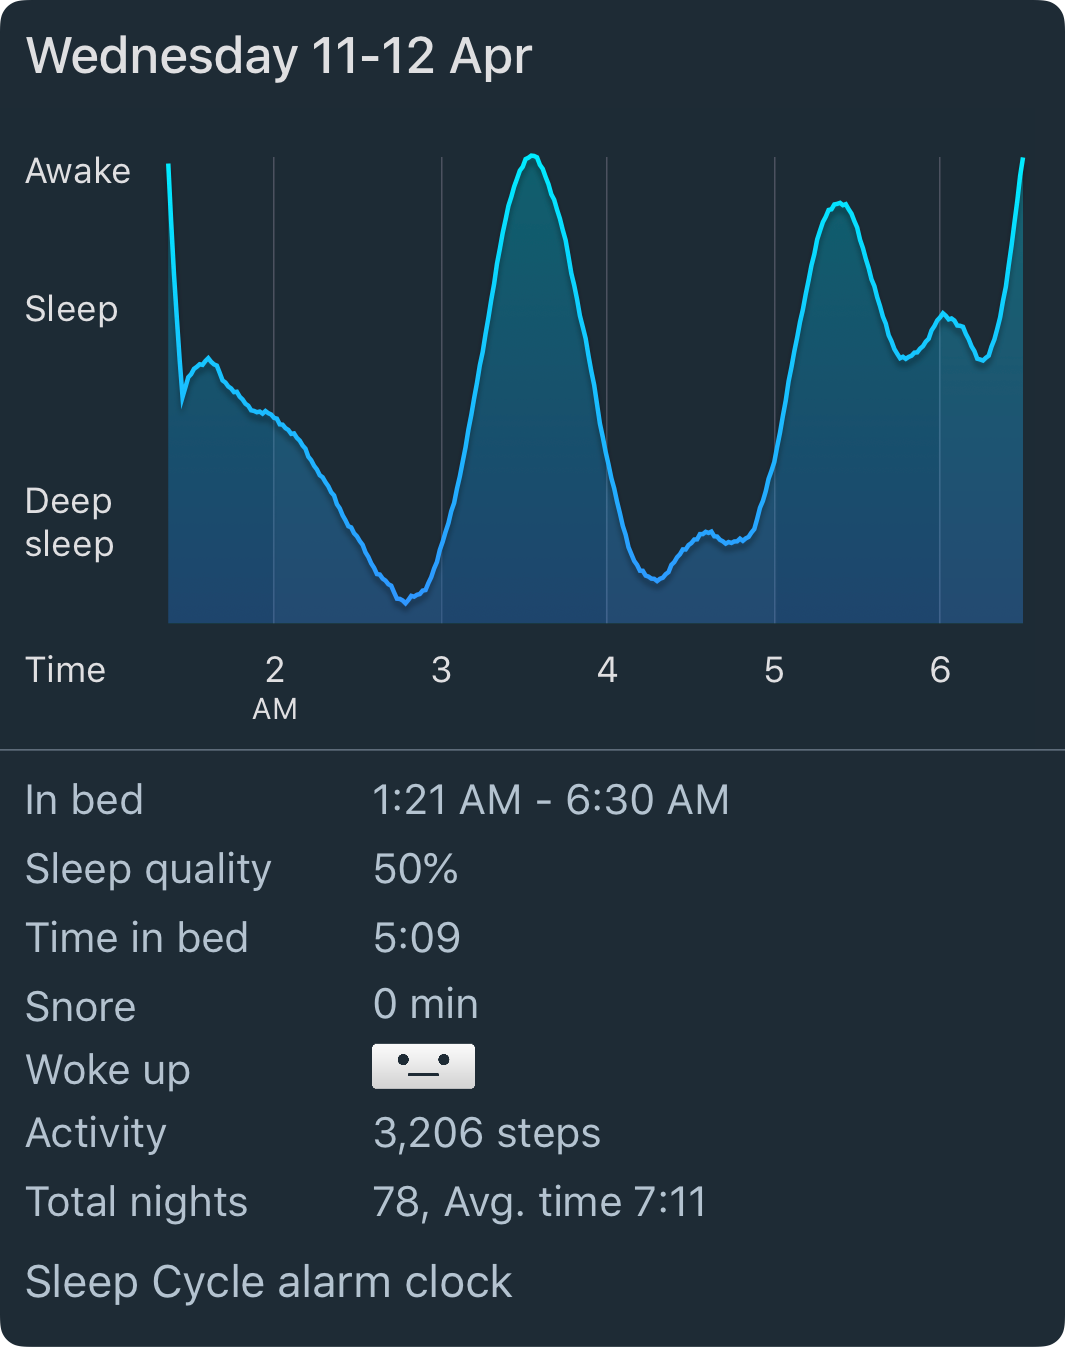 Wednesday 11-12 Apr
Awake
Sleep
Deep
sleep
Time 2 3 4 5 6
AM
In bed 1:21 AM - 6:30 AM
Sleep quality 50%
Time in bed 5:09
Snore 0 min
Woke up
Activity 3,206 steps
Total nights 78, Avg. time 7:11
Sleep Cycle alarm clock